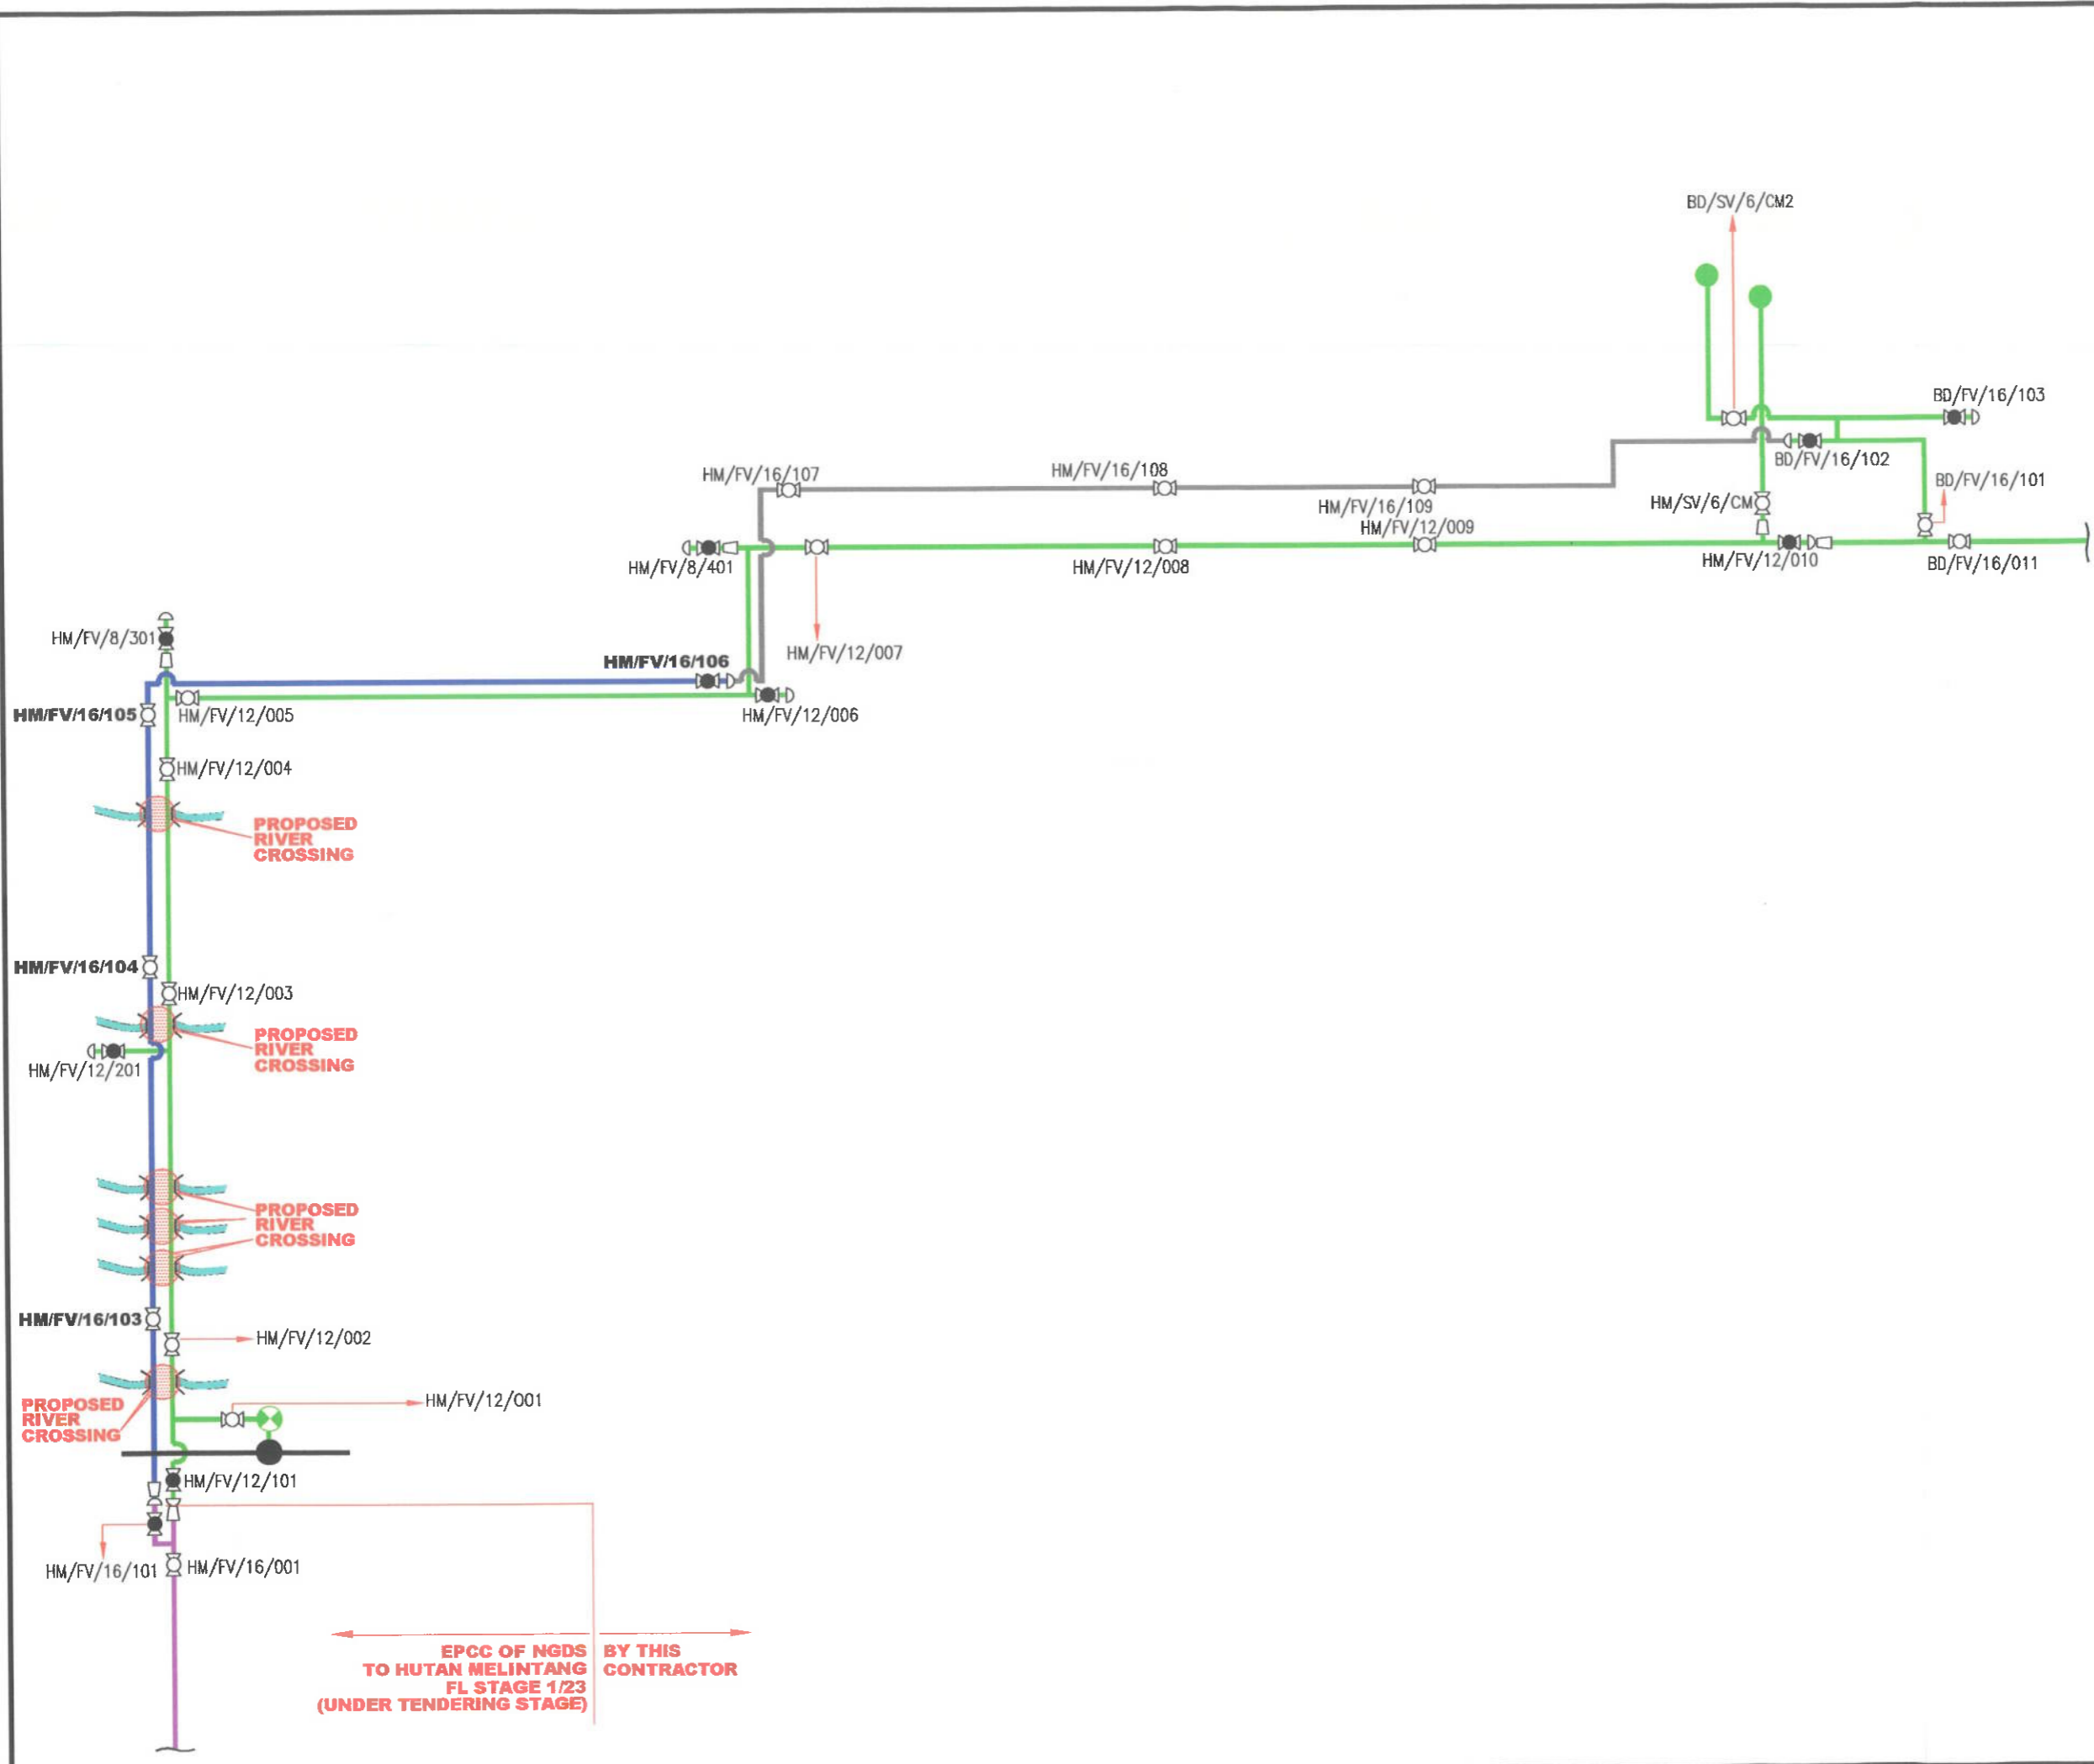 BD/SV/6/CM2
BD/FV/16/103
BD/FV/16/102
HM/FV/16/107
HM/FV/16/108
BD/FV/16/101
HM/SV/6/CM
HM/FV/16/109
HM/FV/12/009
HM/FV/8/401
HM/FV/12/008
HM/FV/12/010
BD/FV/16/011
HM/FV/8/301
HM/FV/16/106
HM/FV/12/007
HM/FV/16/105
HM/FV/12/005
HM/FV/12/006
HM/FV/12/004
PROPOSED
RIVER
CROSSING
HM/FV/16/104
HM/FV/12/003
PROPOSED
RIVER
CROSSING
HM/FV/12/201
PROPOSED
RIVER
CROSSING
HM/FV/16/103
HM/FV/12/002
PROPOSED
RIVER
CROSSING
HM/FV/12/001
HM/FV/12/101
HM/FV/16/101
HM/FV/16/001
EPCC OF NGDS
TO HUTAN MELINTANG
FL STAGE 1/23
(UNDER TENDERING STAGE)
BY THIS
CONTRACTOR